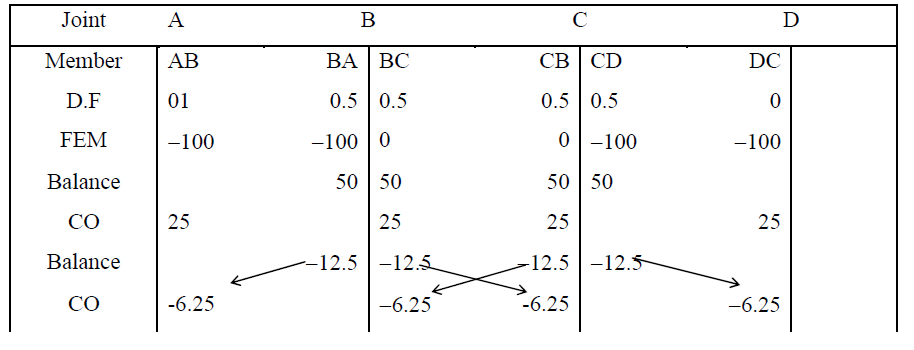 Joint A B C D
Member AB BA BC CB CD DC
D.F 01 0.5 0.5 0.5 0.5 0
FEM –100 –100 0 0 –100 –100
Balance 50 50 50 50
CO 25 25 25 25
Balance –12.5 –12.5 –12.5 –12.5
CO -6.25 –6.25 -6.25 –6.25